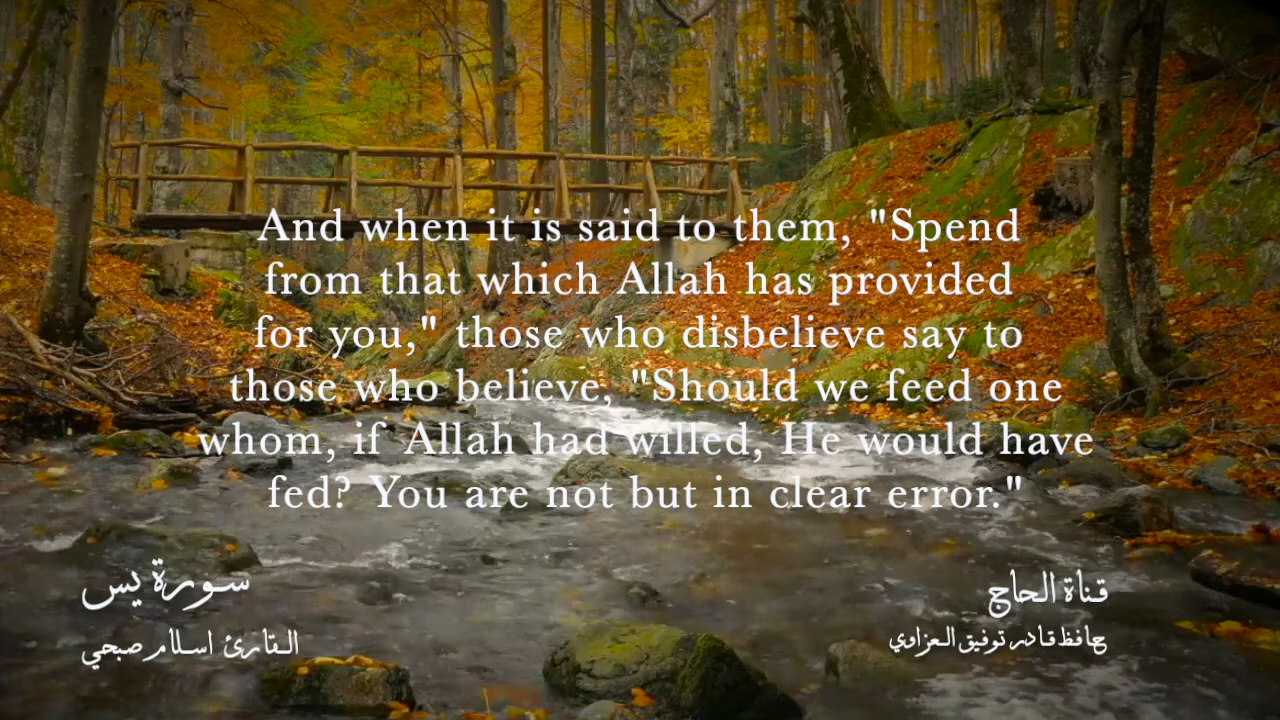 And when it is said to them, "Spend
from that which Allah has provided
for you," those who disbelieve say to
those who believe, "Should we feed one
whom, if Allah had willed, He would have
fed? You are not but in clear error."
سورة يس
القارئ اسلام صبحي
قناة الحاج
حافظ قادر توفيق العزاوي